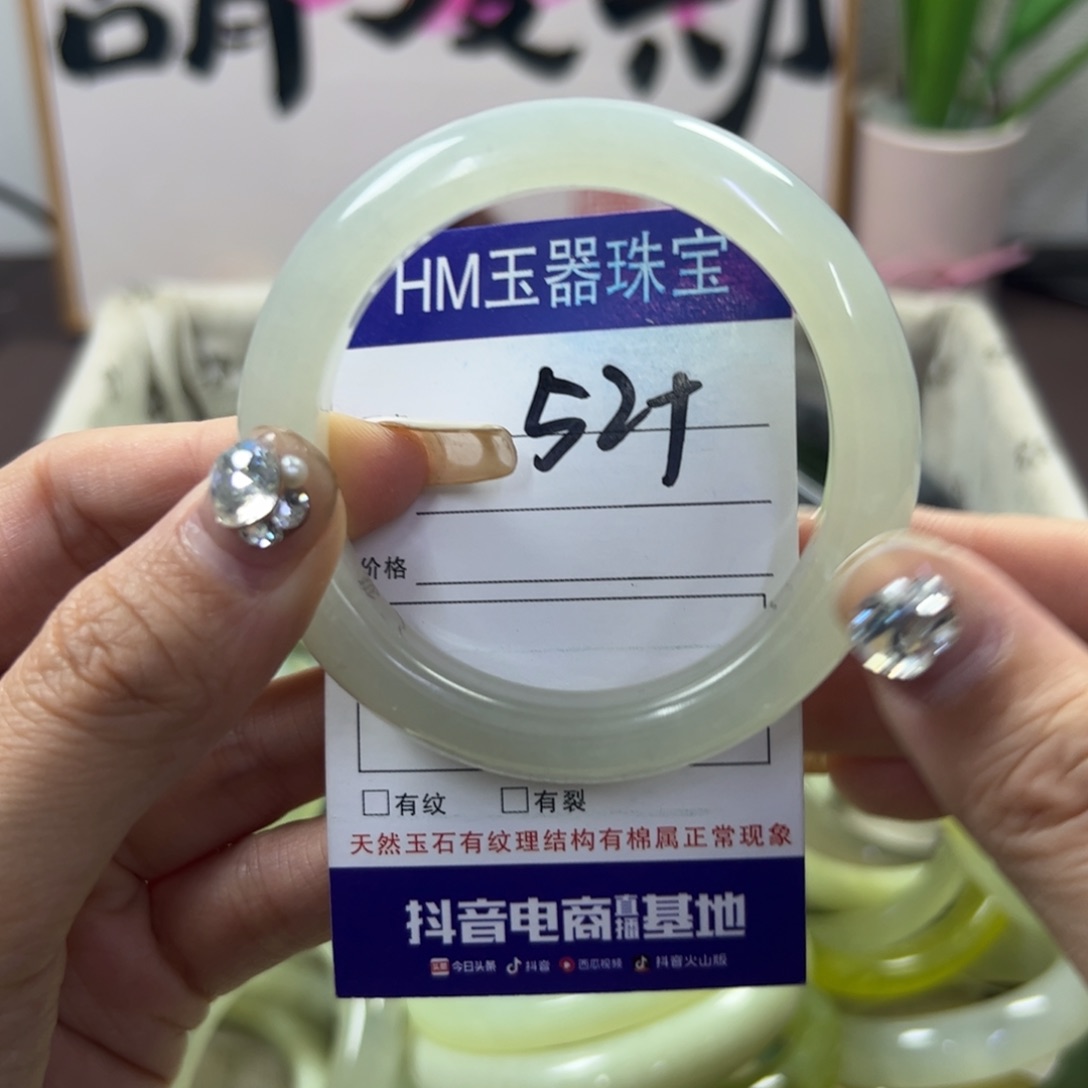 HM玉器珠宝
52+
价格
有纹 有裂
天然玉石有纹理结构有棉属正常现象
抖音电商直播基地
今日头条 抖音 西瓜视频 抖音火山版